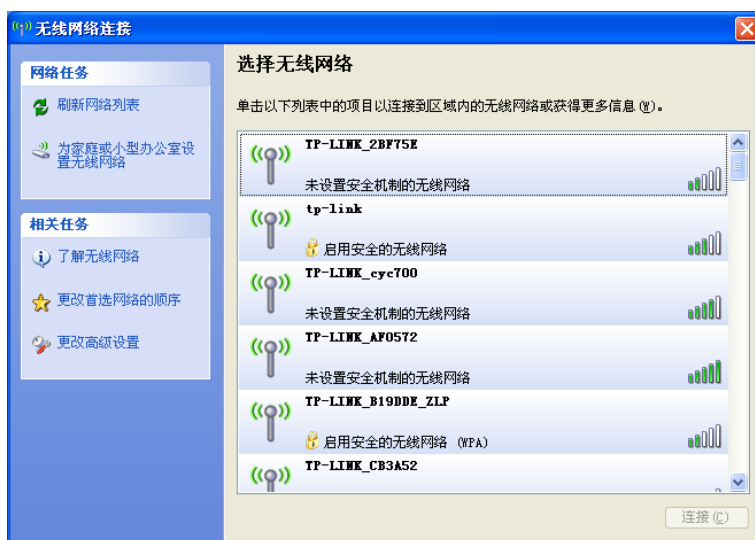 无线网络连接
网络任务
刷新网络列表
为家庭或小型办公室设
置无线网络
相关任务
了解无线网络
更改首选网络的顺序
更改高级设置
选择无线网络
单击以下列表中的项目以连接到区域内的无线网络或获得更多信息(W)。
TP-LINK_2BF75E
未设置安全机制的无线网络
tp-link
启用安全的无线网络
TP-LINK_cyc700
未设置安全机制的无线网络
TP-LINK_AF0572
未设置安全机制的无线网络
TP-LINK_B19DDE_ZLP
启用安全的无线网络 (WPA)
TP-LINK_CB3A52
连接(C)